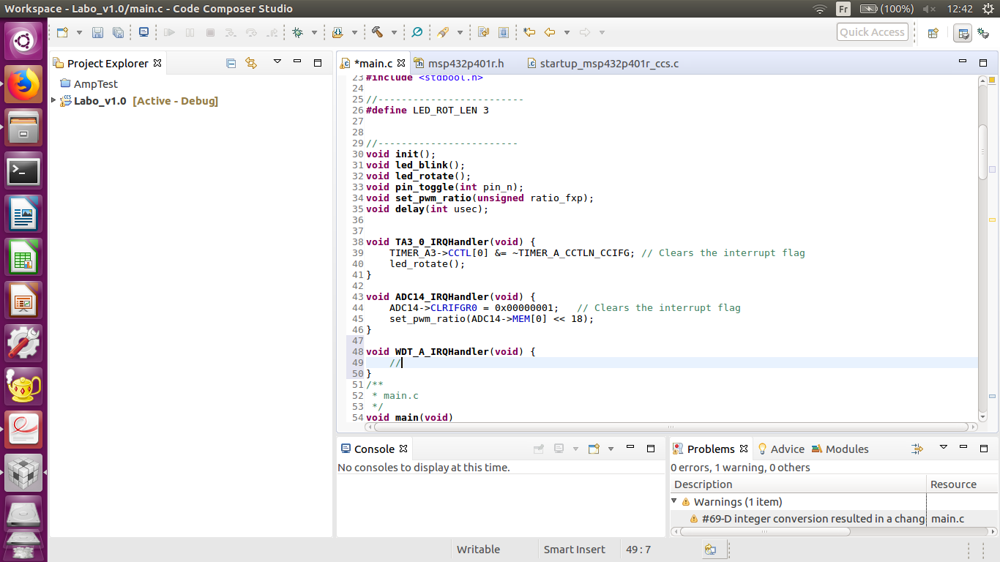 Workspace - Labo_v1.0/main.c - Code Composer Studio
Fr
(100%)
12:42
Quick Access
Project Explorer
AmpTest
Labo_v1.0 [Active - Debug]
*main.c
msp432p401r.h
startup_msp432p401r_ccs.c
23 #include <stdbool.h>
24
25 //-------------------------
26 #define LED_ROT_LEN 3
27
28
29 //------------------------
30 void init();
31 void led_blink();
32 void led_rotate();
33 void pin_toggle(int pin_n);
34 void set_pwm_ratio(unsigned ratio_fxp);
35 void delay(int usec);
36
37
38 void TA3_0_IRQHandler(void) {
39     TIMER_A3->CCTL[0] &= ~TIMER_A_CCTLN_CCIFG; // Clears the interrupt flag
40     led_rotate();
41 }
42
43 void ADC14_IRQHandler(void) {
44     ADC14->CLRIFGR0 = 0x00000001;   // Clears the interrupt flag
45     set_pwm_ratio(ADC14->MEM[0] << 18);
46 }
47
48 void WDT_A_IRQHandler(void) {
49     //
50 }
51 /**
52  * main.c
53  */
54 void main(void)
Console
No consoles to display at this time.
Problems
Advice
Modules
0 errors, 1 warning, 0 others
Description
Resource
Warnings (1 item)
#69-D integer conversion resulted in a chang
main.c
Writable
Smart Insert
49 : 7